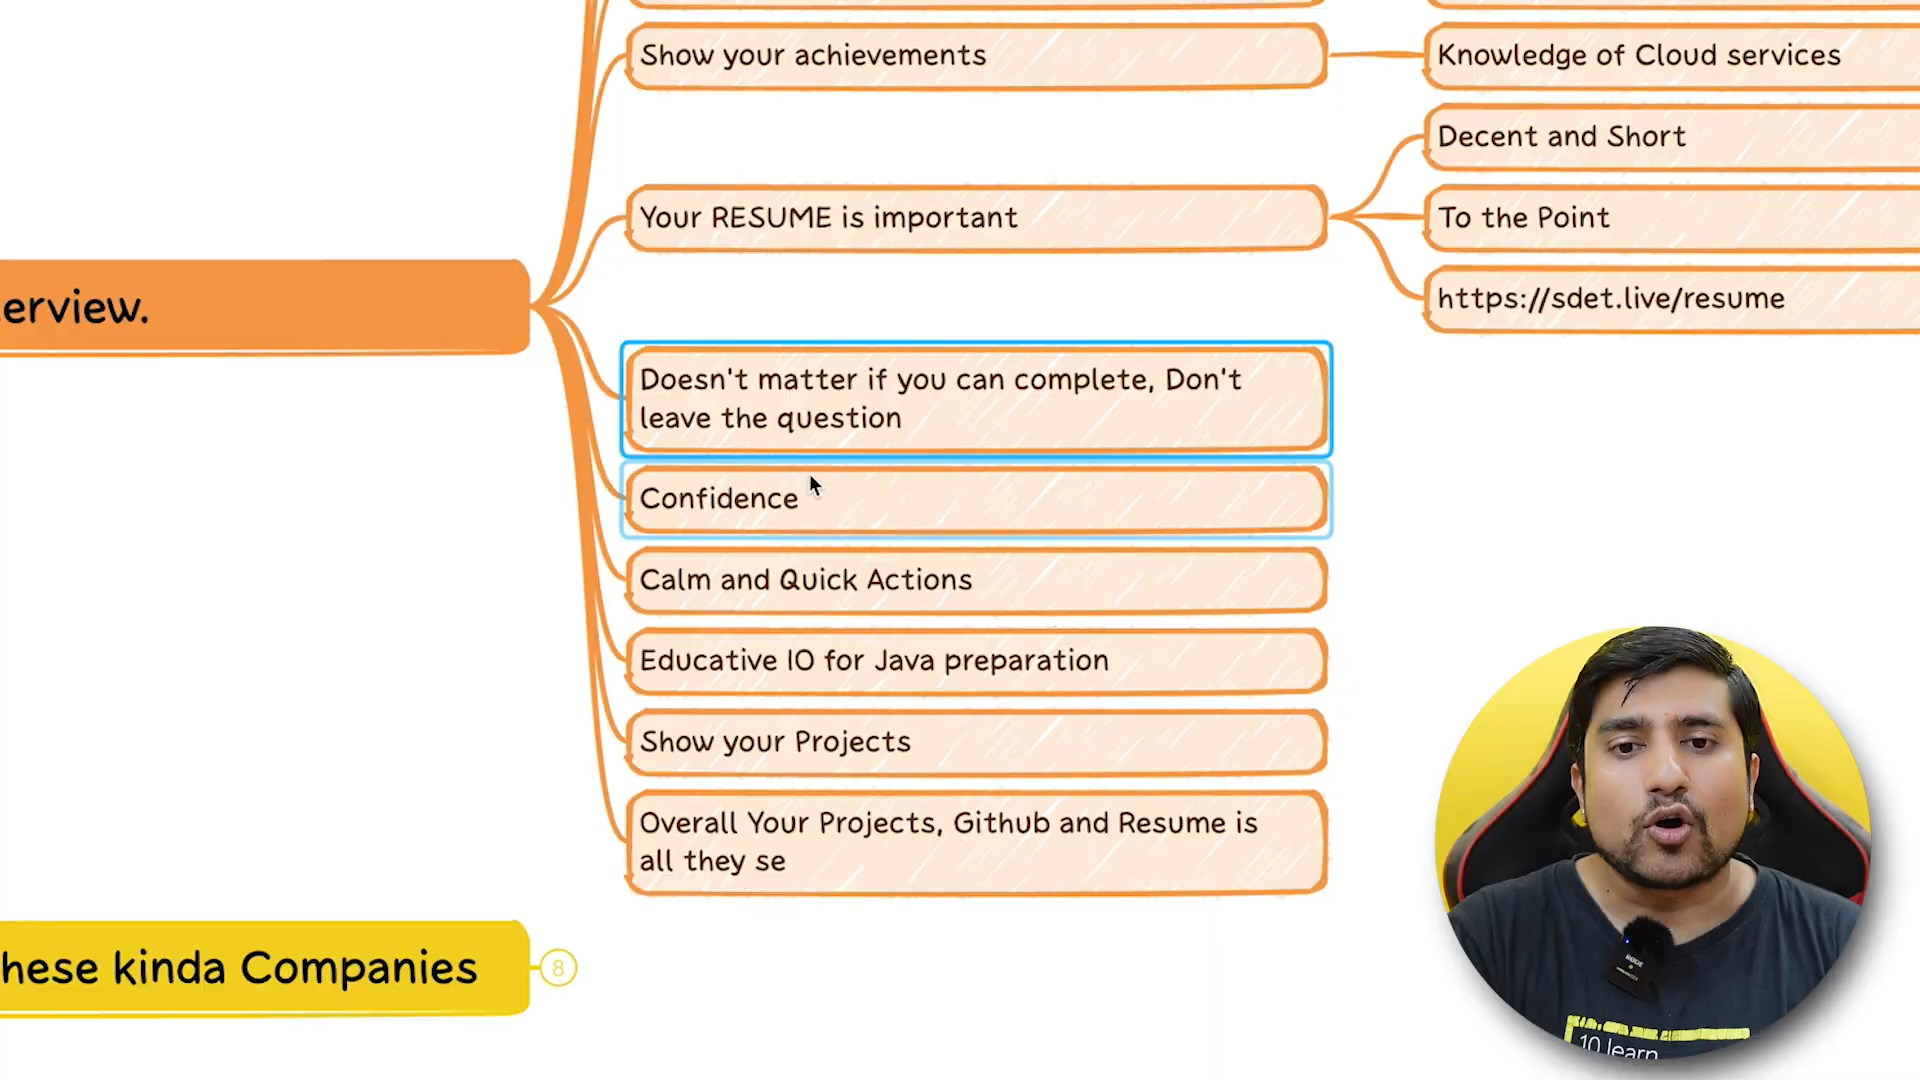 Show your achievements
Knowledge of Cloud services
Decent and Short
Your RESUME is important
To the Point
https://sdet.live/resume
erview.
Doesn't matter if you can complete, Don't
leave the question
Confidence
Calm and Quick Actions
Educative IO for Java preparation
Show your Projects
Overall Your Projects, Github and Resume is
all they se
hese kinda Companies
8
RODE
10 learn